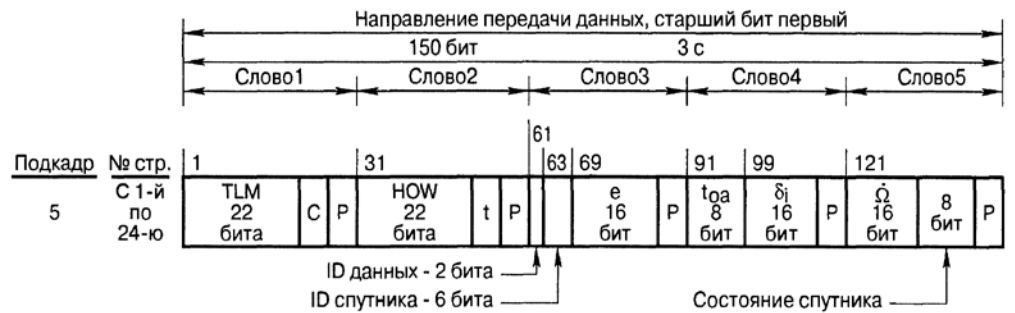 Направление передачи данных, старший бит первый
150 бит 3 с
Слово1 Слово2 Слово3 Слово4 Слово5
61
Подкадр № стр. 1 31 63 69 91 99 121
5
С 1-й
по
24-ю
TLM
22
бита
C
P
HOW
22
бита
t
P
e
16
бит
P
toa
8
бит
δi
16
бит
P
Ω̇
16
бит
8
бит
P
ID данных - 2 бита
ID спутника - 6 бита
Состояние спутника